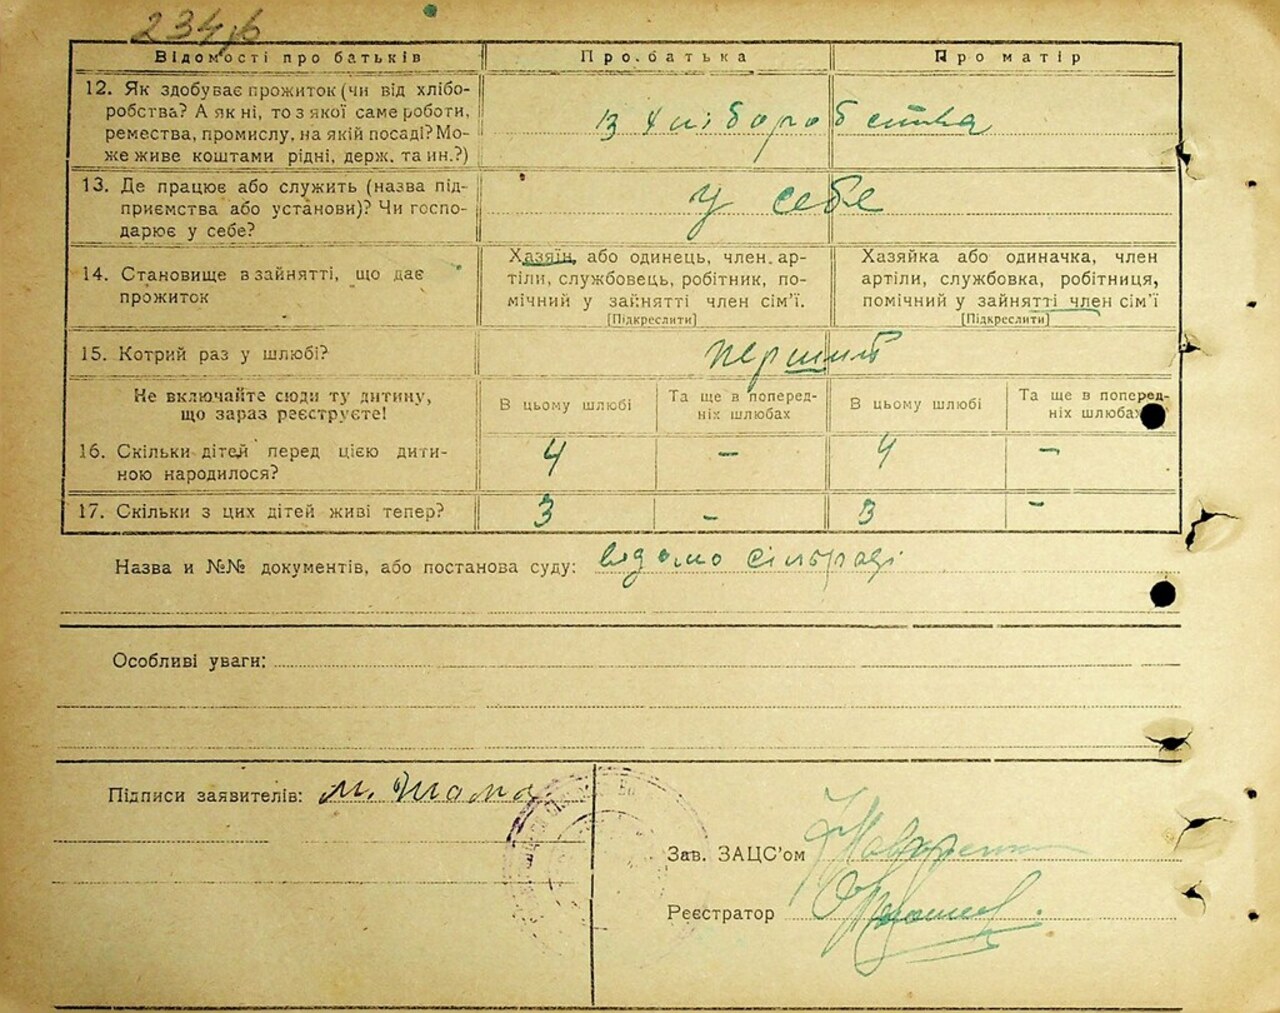 234 зв
Відомості про батьків
Про батька
Про матір
12. Як здобуває прожиток (чи від хлібо-
робства? А як ні, то з якої саме роботи,
ремества, промислу, на якій посаді? Мо-
же живе коштами рідні, держ. та ин.?)
з хліборобства
13. Де працює або служить (назва під-
приємства або установи)? Чи госпо-
дарює у себе?
у себе
14. Становище в зайнятті, що дає
прожиток
Хазяїн, або одинець, член ар-
тіли, службовець, робітник, по-
мічний у зайнятті член сім'ї.
[Підкреслити]
Хазяйка або одиначка, член
артіли, службовка, робітниця,
помічний у зайнятті член сім'ї
[Підкреслити]
15. Котрий раз у шлюбі?
перший
Не включайте сюди ту дитину,
що зараз реєструєте!
В цьому шлюбі
Та ще в поперед-
ніх шлюбах
В цьому шлюбі
Та ще в поперед-
ніх шлюбах
16. Скільки дітей перед цією дити-
ною народилося?
4 - 4 -
17. Скільки з цих дітей живі тепер?
3 - 3 -
Назва и №№ документів, або постанова суду: відомо сільраді
Особливі уваги:
Підписи заявителів:
Зав. ЗАЦС'ом
Реєстратор